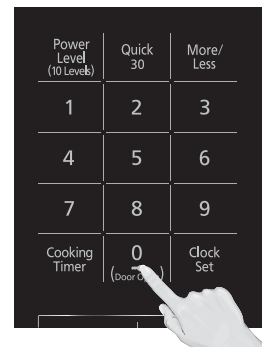 Power
Level
(10 Levels)
Quick
30
More/
Less
1
2
3
4
5
6
7
8
9
Cooking
Timer
0
(Door
Clock
Set